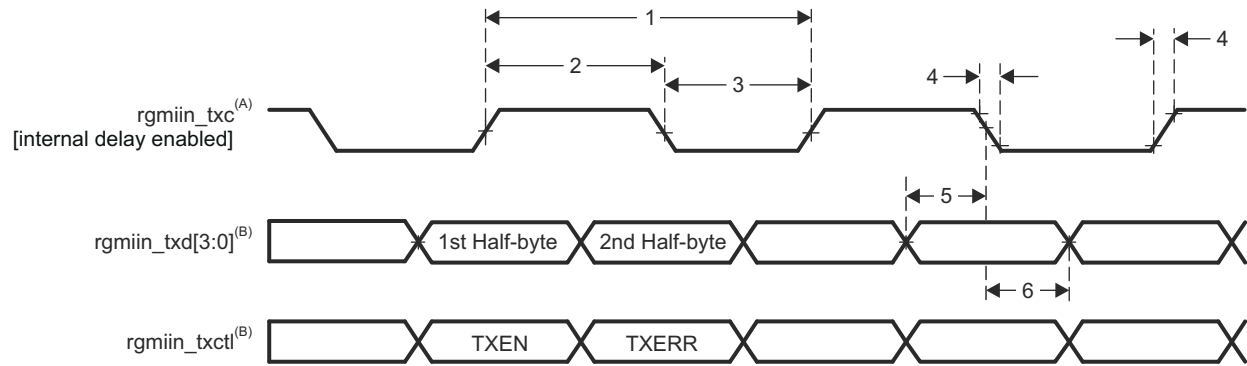 1
2
3
4
4
rgmiin_txc(A)
[internal delay enabled]
5
rgmiin_txd[3:0](B)
1st Half-byte
2nd Half-byte
6
rgmiin_txctl(B)
TXEN
TXERR